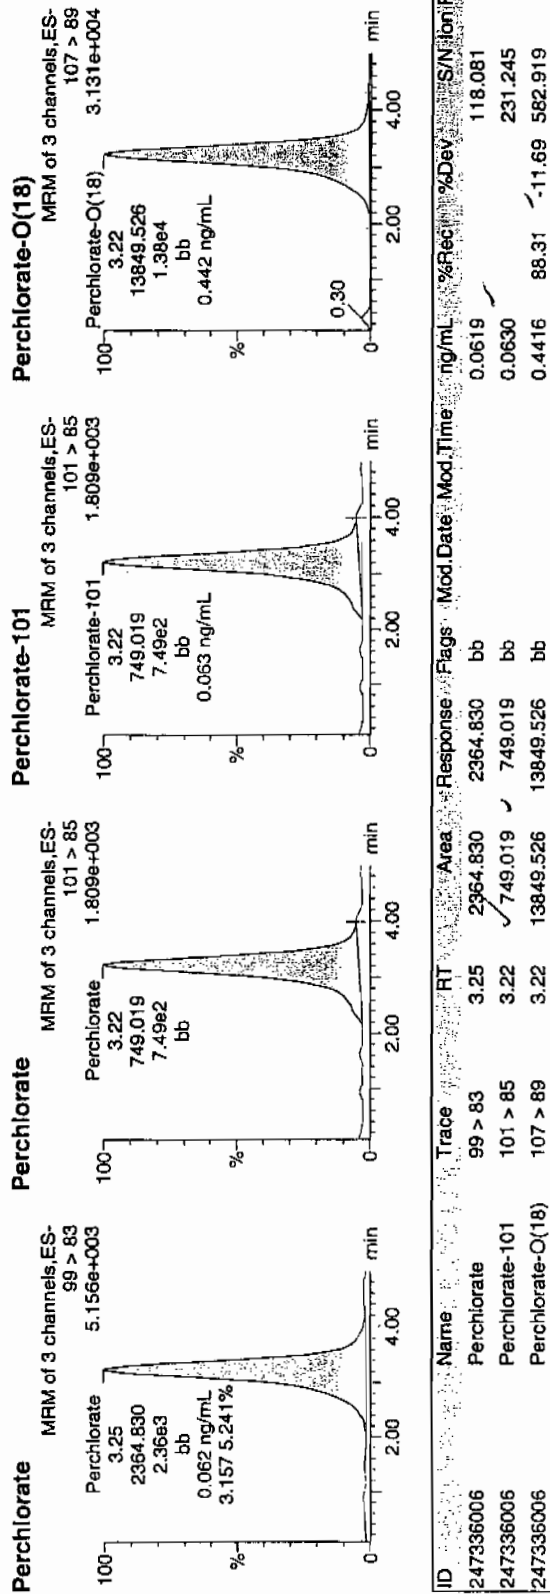 Perchlorate
MRM of 3 channels,ES-
99 > 83
5.156e+003
Perchlorate
3.25
2364.830
2.36e3
bb
0.062 ng/mL
3.157 5.241%
100
%
0
2.00
4.00
min
Perchlorate
MRM of 3 channels,ES-
101 > 85
1.809e+003
Perchlorate
3.22
749.019
7.49e2
bb
100
%
0
2.00
4.00
min
Perchlorate-101
MRM of 3 channels,ES-
101 > 85
1.809e+003
Perchlorate-101
3.22
749.019
7.49e2
bb
0.063 ng/mL
100
%
0
2.00
4.00
min
Perchlorate-O(18)
MRM of 3 channels,ES-
107 > 89
3.131e+004
Perchlorate-O(18)
3.22
13849.526
1.38e4
bb
0.442 ng/mL
0.30
100
%
0
2.00
4.00
min
ID Name Trace RT Area Response Flags Mod.Date Mod.Time ng/mL %Rec %Dev S/N Ion
247336006 Perchlorate 99 > 83 3.25 2364.830 2364.830 bb 0.0619 118.081
247336006 Perchlorate-101 101 > 85 3.22 749.019 749.019 bb 0.0630 231.245
247336006 Perchlorate-O(18) 107 > 89 3.22 13849.526 13849.526 bb 0.4416 88.31 -11.69 582.919